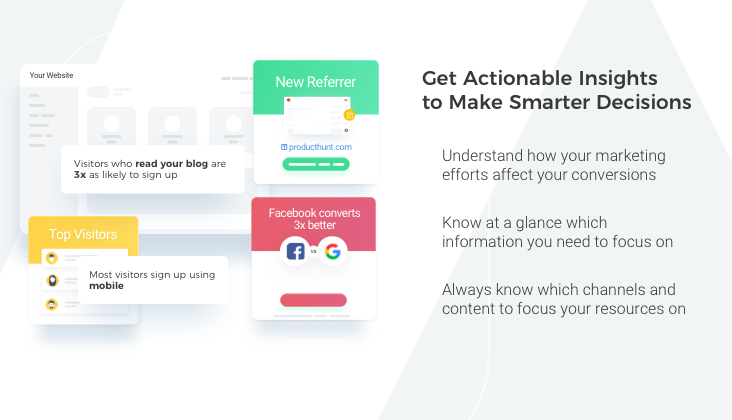 Your Website
New Referrer
producthunt.com
Visitors who read your blog are
3x as likely to sign up
Top Visitors
Most visitors sign up using
mobile
Facebook converts
3x better
f
VS
G
Get Actionable Insights
to Make Smarter Decisions
Understand how your marketing
efforts affect your conversions
Know at a glance which
information you need to focus on
Always know which channels and
content to focus your resources on